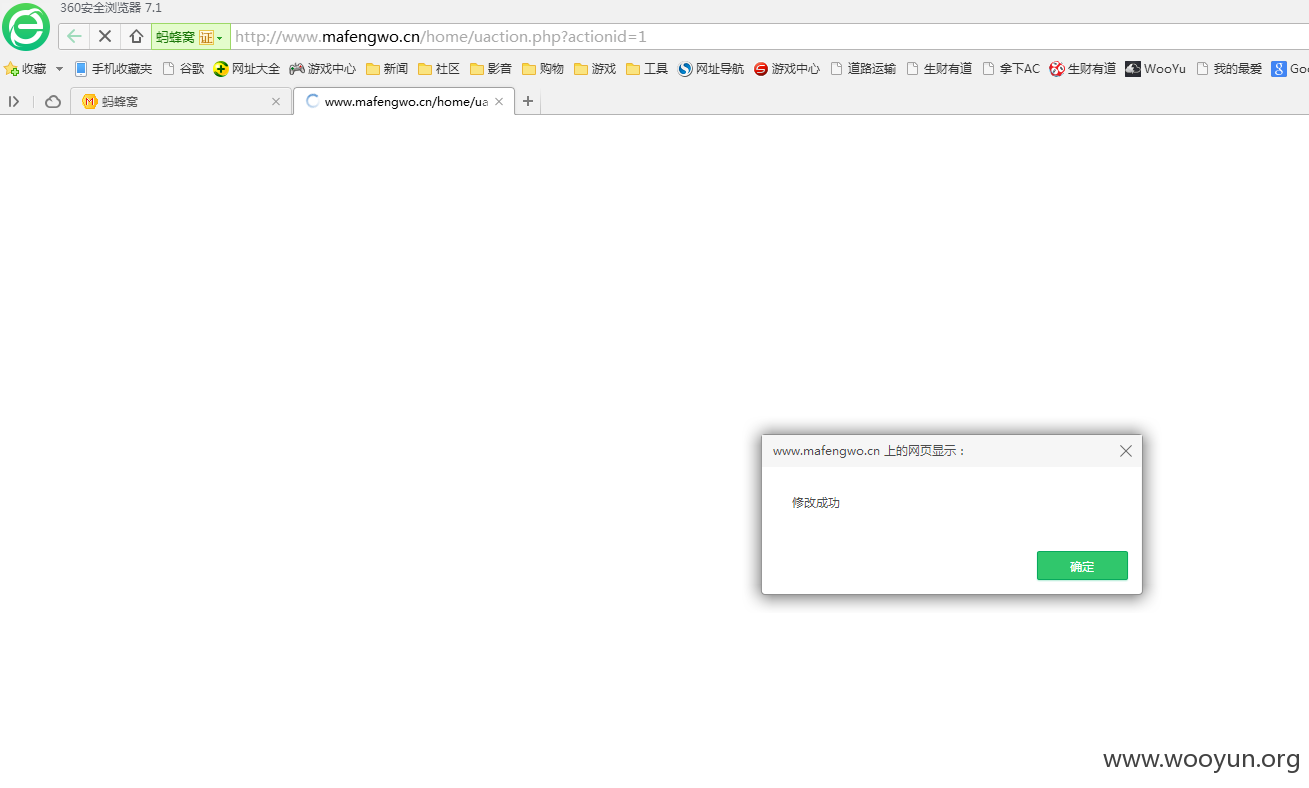 360安全浏览器 7.1
蚂蜂窝 证 http://www.mafengwo.cn/home/uaction.php?actionid=1
收藏 手机收藏夹 谷歌 网址大全 游戏中心 新闻 社区 影音 购物 游戏 工具 网址导航 游戏中心 道路运输 生财有道 拿下AC 生财有道 WooYu 我的最爱 8 Goo
M 蚂蜂窝 www.mafengwo.cn/home/ua
www.mafengwo.cn 上的网页显示：
修改成功
确定
www.wooyun.org